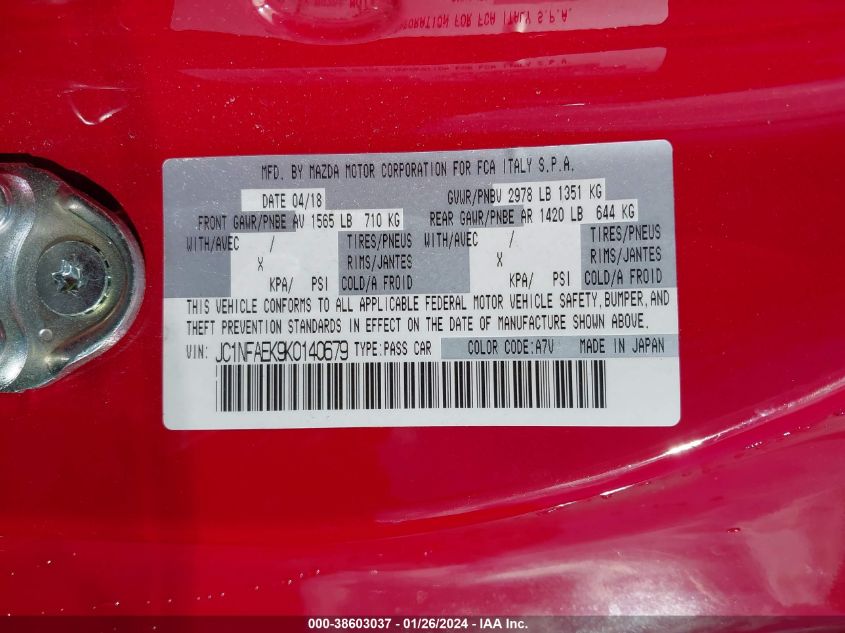 CORPORATION FOR FCA ITALY S.P.A.
MFD. BY MAZDA MOTOR CORPORATION FOR FCA ITALY S.P.A.
DATE 04/18 GVWR/PNBV 2978 LB 1351 KG
FRONT GAWR/PNBE AV 1565 LB 710 KG REAR GAWR/PNBE AR 1420 LB 644 KG
WITH/AVEC / TIRES/PNEUS WITH/AVEC / TIRES/PNEUS
X RIMS/JANTES X RIMS/JANTES
KPA/ PSI COLD/A FROID KPA/ PSI COLD/A FROID
THIS VEHICLE CONFORMS TO ALL APPLICABLE FEDERAL MOTOR VEHICLE SAFETY, BUMPER, AND
THEFT PREVENTION STANDARDS IN EFFECT ON THE DATE OF MANUFACTURE SHOWN ABOVE.
VIN: JC1NFAEK9K0140679 TYPE:PASS CAR COLOR CODE:A7V MADE IN JAPAN
000-38603037 - 01/26/2024 - IAA Inc.